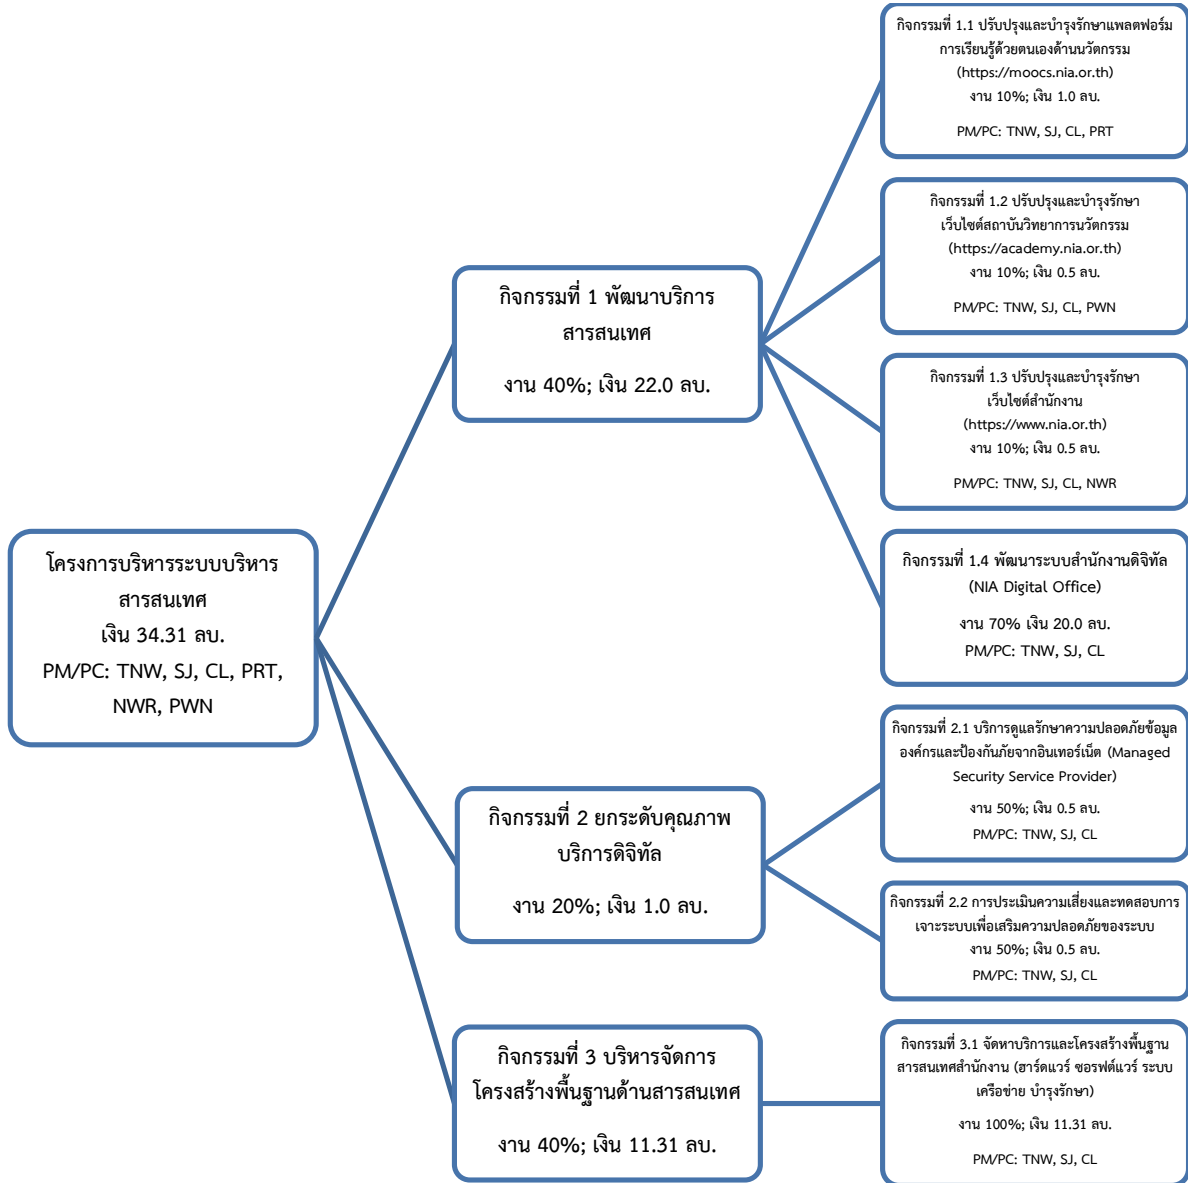 โครงการบริหารระบบบริหาร
สารสนเทศ
เงิน 34.31 ลบ.
PM/PC: TNW, SJ, CL, PRT,
NWR, PWN
กิจกรรมที่ 1 พัฒนาบริการ
สารสนเทศ
งาน 40%; เงิน 22.0 ลบ.
กิจกรรมที่ 1.1 ปรับปรุงและบำรุงรักษาแพลตฟอร์ม
การเรียนรู้ด้วยตนเองด้านนวัตกรรม
(https://moocs.nia.or.th)
งาน 10%; เงิน 1.0 ลบ.
PM/PC: TNW, SJ, CL, PRT
กิจกรรมที่ 1.2 ปรับปรุงและบำรุงรักษา
เว็บไซต์สถาบันวิทยาการนวัตกรรม
(https://academy.nia.or.th)
งาน 10%; เงิน 0.5 ลบ.
PM/PC: TNW, SJ, CL, PWN
กิจกรรมที่ 1.3 ปรับปรุงและบำรุงรักษา
เว็บไซต์สำนักงาน
(https://www.nia.or.th)
งาน 10%; เงิน 0.5 ลบ.
PM/PC: TNW, SJ, CL, NWR
กิจกรรมที่ 1.4 พัฒนาระบบสำนักงานดิจิทัล
(NIA Digital Office)
งาน 70% เงิน 20.0 ลบ.
PM/PC: TNW, SJ, CL
กิจกรรมที่ 2 ยกระดับคุณภาพ
บริการดิจิทัล
งาน 20%; เงิน 1.0 ลบ.
กิจกรรมที่ 2.1 บริการดูแลรักษาความปลอดภัยข้อมูล
องค์กรและป้องกันภัยจากอินเทอร์เน็ต (Managed
Security Service Provider)
งาน 50%; เงิน 0.5 ลบ.
PM/PC: TNW, SJ, CL
กิจกรรมที่ 2.2 การประเมินความเสี่ยงและทดสอบการ
เจาะระบบเพื่อเสริมความปลอดภัยของระบบ
งาน 50%; เงิน 0.5 ลบ.
PM/PC: TNW, SJ, CL
กิจกรรมที่ 3 บริหารจัดการ
โครงสร้างพื้นฐานด้านสารสนเทศ
งาน 40%; เงิน 11.31 ลบ.
กิจกรรมที่ 3.1 จัดหาบริการและโครงสร้างพื้นฐาน
สารสนเทศสำนักงาน (ฮาร์ดแวร์ ซอรฟต์แวร์ ระบบ
เครือข่าย บำรุงรักษา)
งาน 100%; เงิน 11.31 ลบ.
PM/PC: TNW, SJ, CL